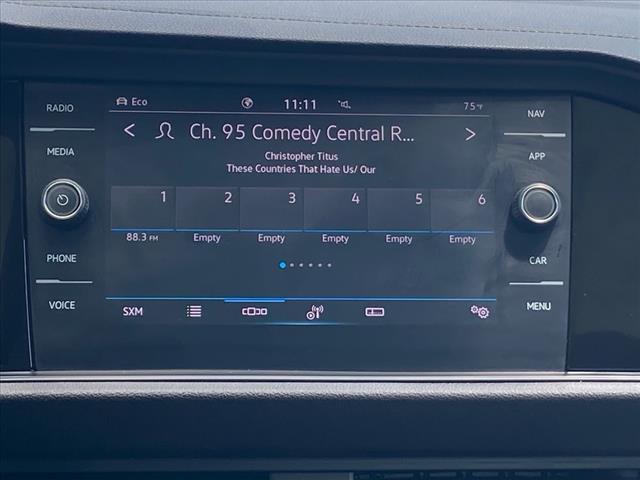 RADIO
MEDIA
PHONE
VOICE
Eco
11:11
75°F
Ch. 95 Comedy Central R...
Christopher Titus
These Countries That Hate Us/ Our
1 2 3 4 5 6
88.3 FM Empty Empty Empty Empty Empty
SXM
NAV
APP
CAR
MENU